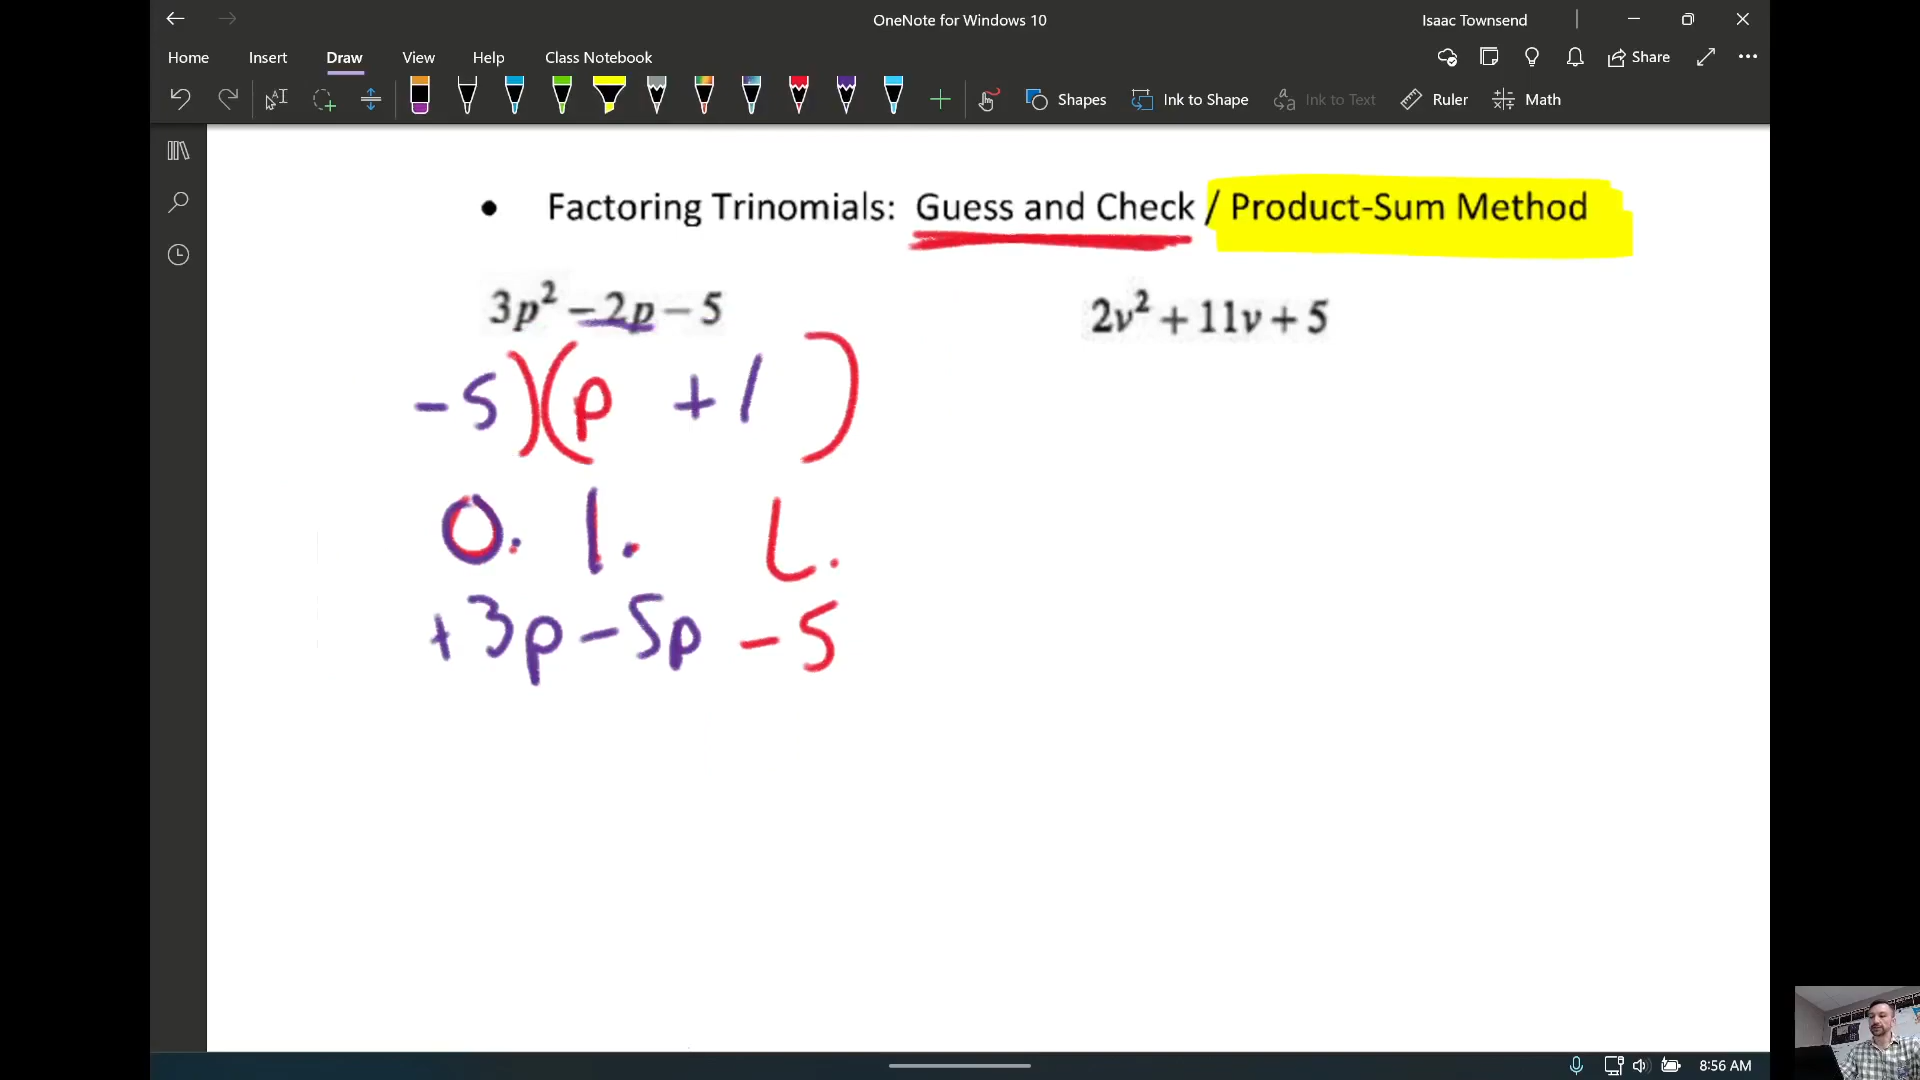 OneNote for Windows 10
Isaac Townsend
Home Insert Draw View Help Class Notebook
Share
Shapes Ink to Shape Ink to Text Ruler Math
• Factoring Trinomials: Guess and Check / Product-Sum Method
3p² − 2p − 5
2v² + 11v + 5
- 5)(p + 1)
O. I. L.
+3p - 5p - 5
8:56 AM